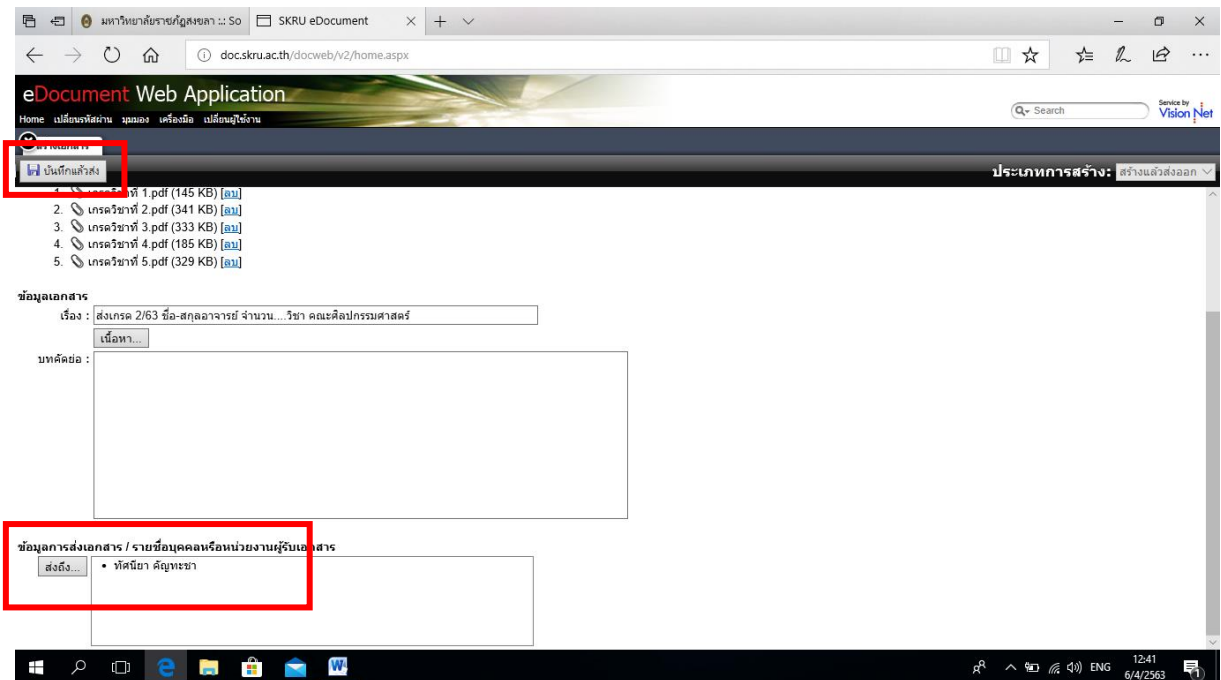 มหาวิทยาลัยราชภัฏสงขลา ::: So
SKRU eDocument
doc.skru.ac.th/docweb/v2/home.aspx
eDocument Web Application
Home เปลี่ยนรหัสผ่าน มุมมอง เครื่องมือ เปลี่ยนผู้ใช้งาน
Search
Service by
Vision Net
สร้างเอกสาร
บันทึกแล้วส่ง
ประเภทการสร้าง: สร้างแล้วส่งออก
1. เกรดวิชาที่ 1.pdf (145 KB) [ลบ]
2. เกรดวิชาที่ 2.pdf (341 KB) [ลบ]
3. เกรดวิชาที่ 3.pdf (333 KB) [ลบ]
4. เกรดวิชาที่ 4.pdf (185 KB) [ลบ]
5. เกรดวิชาที่ 5.pdf (329 KB) [ลบ]
ข้อมูลเอกสาร
เรื่อง : ส่งเกรด 2/63 ชื่อ-สกุลอาจารย์ จำนวน....วิชา คณะศิลปกรรมศาสตร์
เนื้อหา...
บทคัดย่อ :
ข้อมูลการส่งเอกสาร / รายชื่อบุคคลหรือหน่วยงานผู้รับเอกสาร
ส่งถึง...
• ทัศนียา คัญทะชา
ENG
12:41
6/4/2563